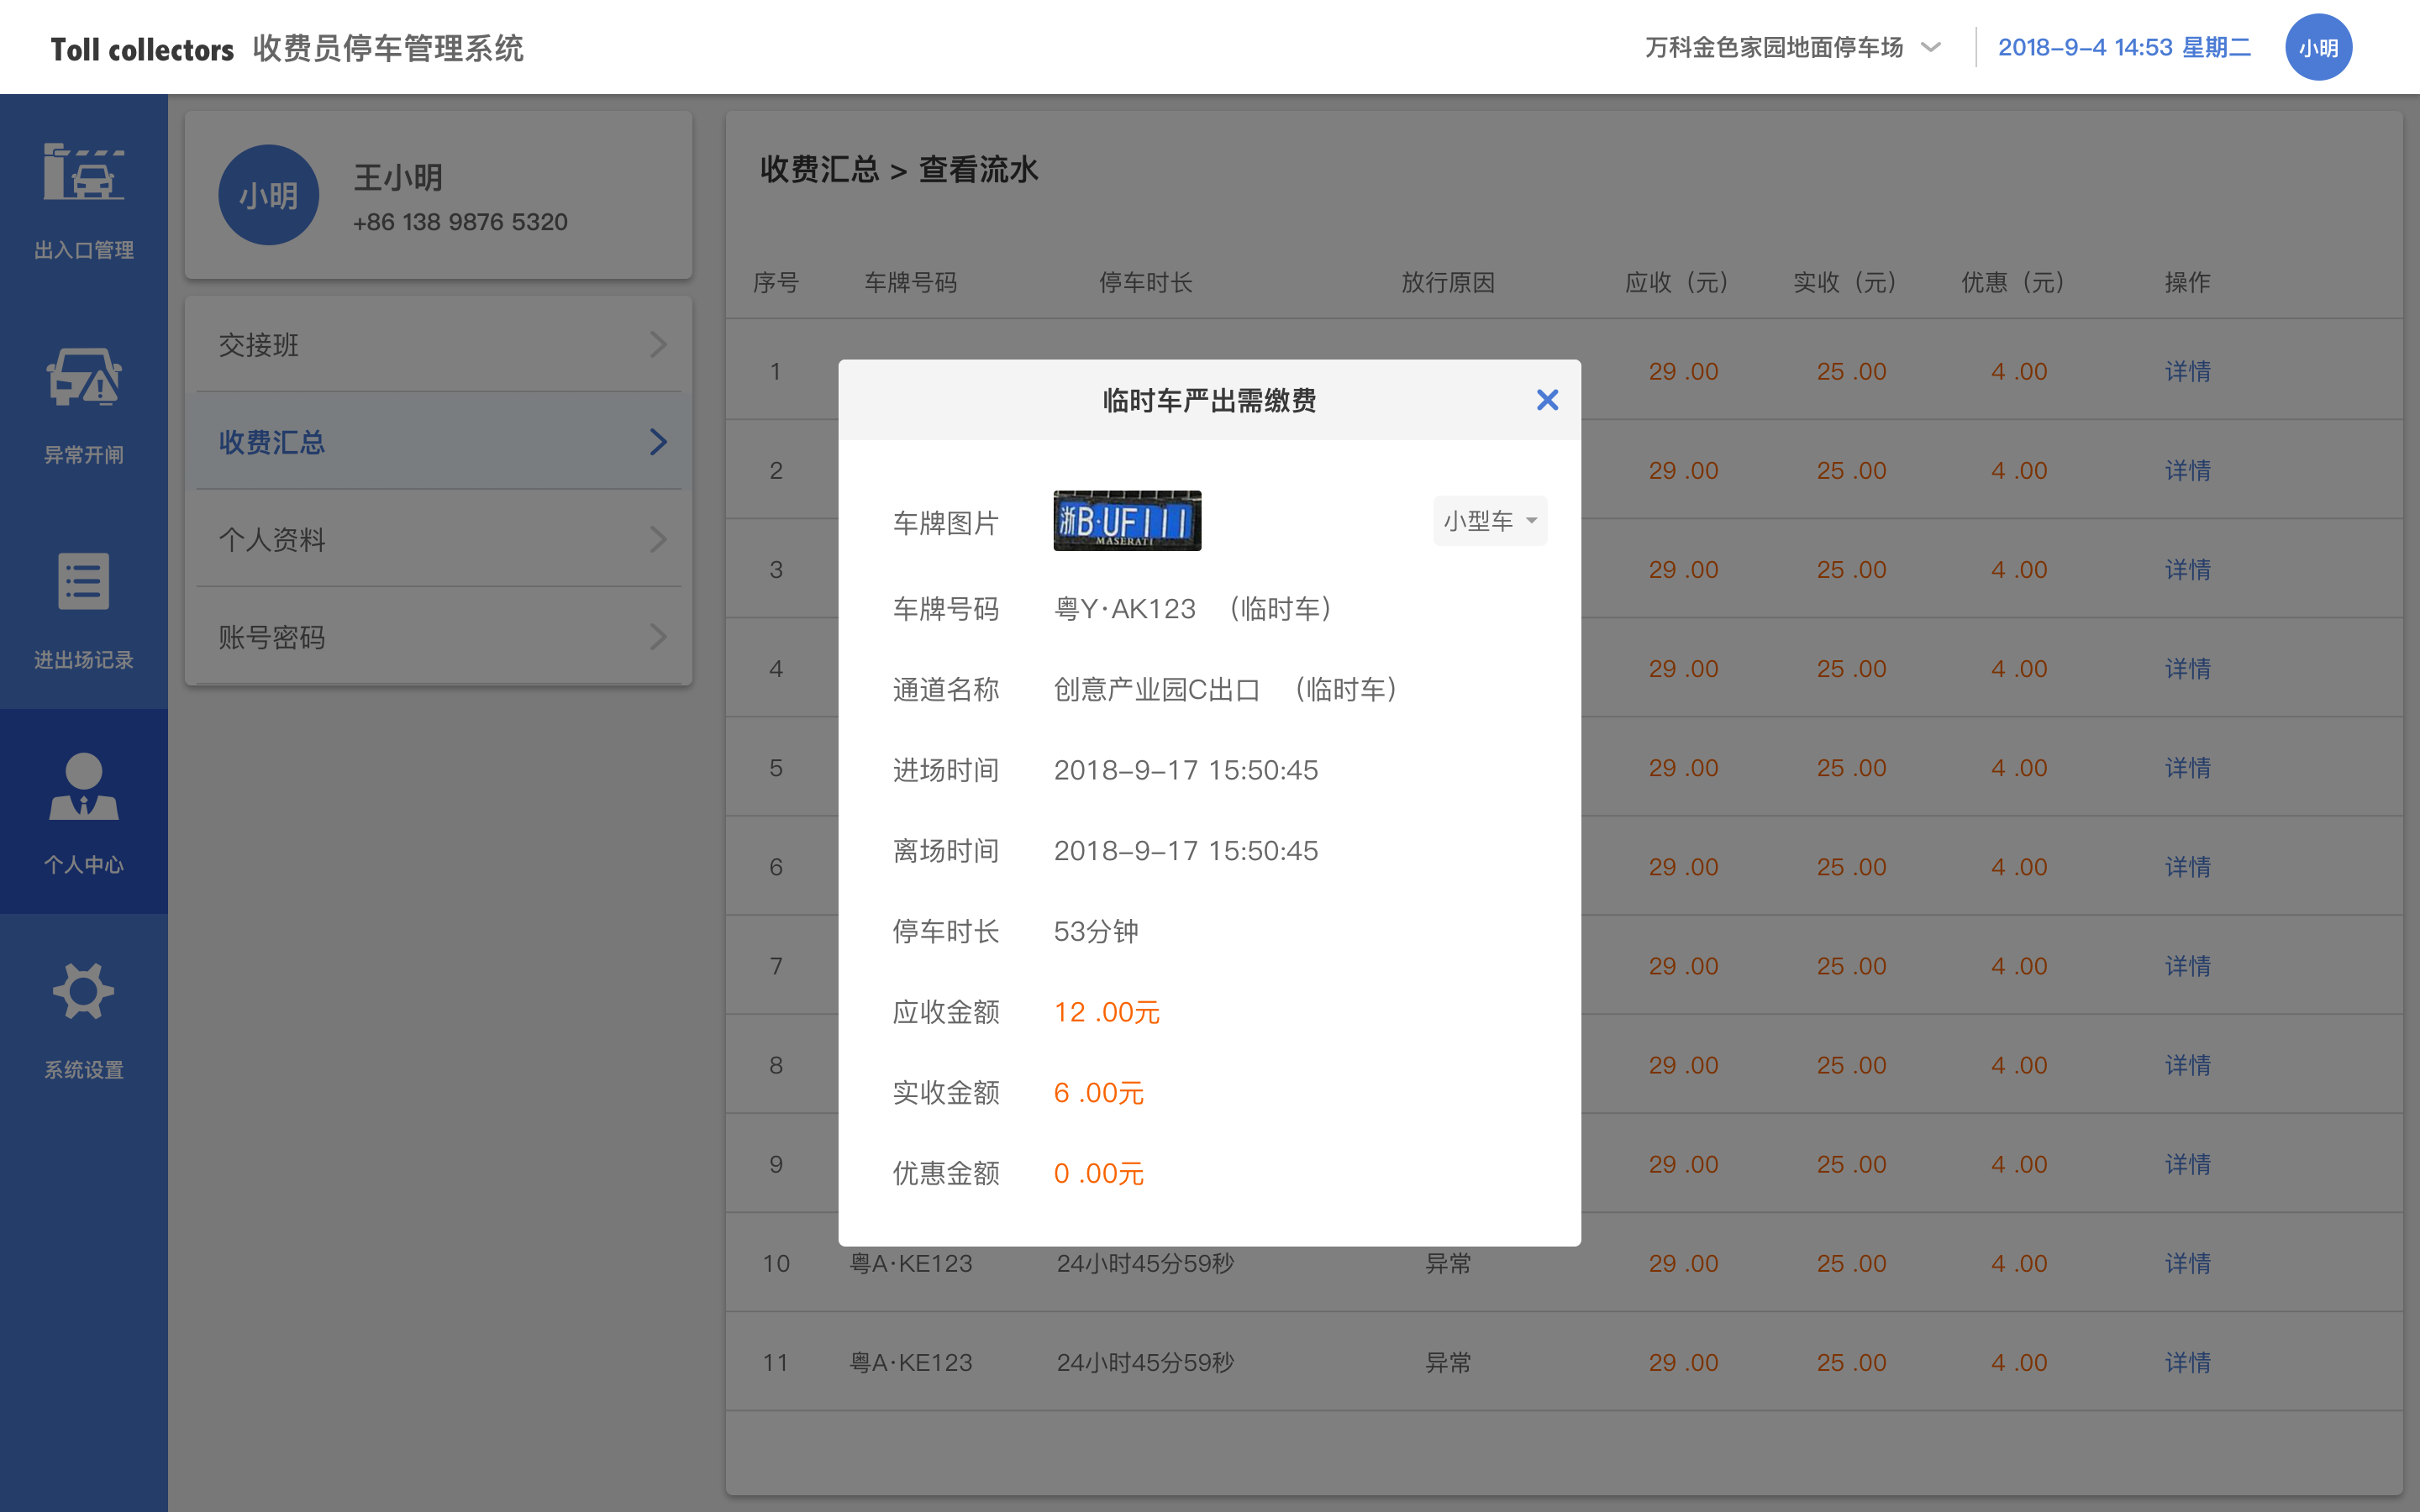 Toll collectors 收费员停车管理系统
万科金色家园地面停车场 2018-9-4 14:53 星期二 小明
出入口管理
异常开闸
进出场记录
个人中心
系统设置
小明
王小明
+86 138 9876 5320
交接班
收费汇总
个人资料
账号密码
收费汇总 > 查看流水
序号 车牌号码 停车时长 放行原因 应收（元） 实收（元） 优惠（元） 操作
1 29 .00 25 .00 4 .00 详情
2 29 .00 25 .00 4 .00 详情
3 29 .00 25 .00 4 .00 详情
4 29 .00 25 .00 4 .00 详情
5 29 .00 25 .00 4 .00 详情
6 29 .00 25 .00 4 .00 详情
7 29 .00 25 .00 4 .00 详情
8 29 .00 25 .00 4 .00 详情
9 29 .00 25 .00 4 .00 详情
10 粤A·KE123 24小时45分59秒 异常 29 .00 25 .00 4 .00 详情
11 粤A·KE123 24小时45分59秒 异常 29 .00 25 .00 4 .00 详情
临时车严出需缴费
车牌图片 浙B·UF111 小型车
MASERATI
车牌号码 粤Y·AK123 （临时车）
通道名称 创意产业园C出口 （临时车）
进场时间 2018-9-17 15:50:45
离场时间 2018-9-17 15:50:45
停车时长 53分钟
应收金额 12 .00元
实收金额 6 .00元
优惠金额 0 .00元